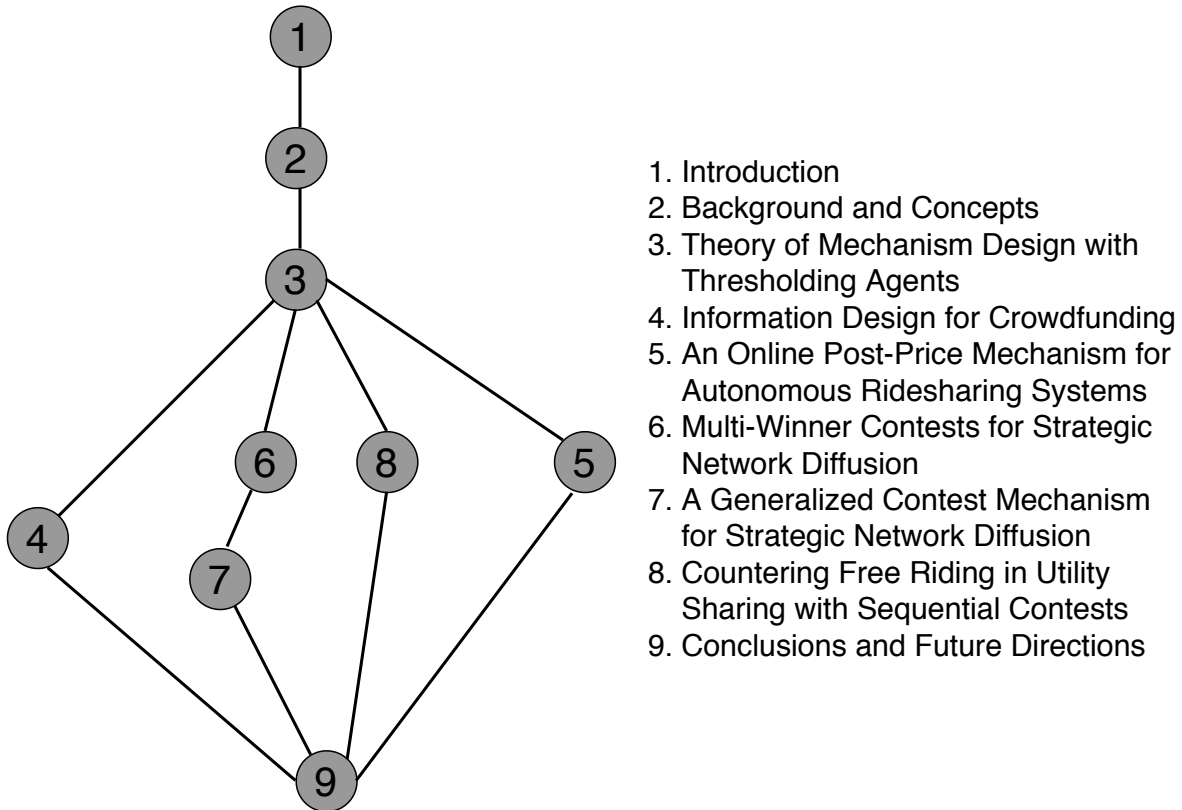 1
2
3
6
8
5
4
7
9
1. Introduction
2. Background and Concepts
3. Theory of Mechanism Design with
Thresholding Agents
4. Information Design for Crowdfunding
5. An Online Post-Price Mechanism for
Autonomous Ridesharing Systems
6. Multi-Winner Contests for Strategic
Network Diffusion
7. A Generalized Contest Mechanism
for Strategic Network Diffusion
8. Countering Free Riding in Utility
Sharing with Sequential Contests
9. Conclusions and Future Directions